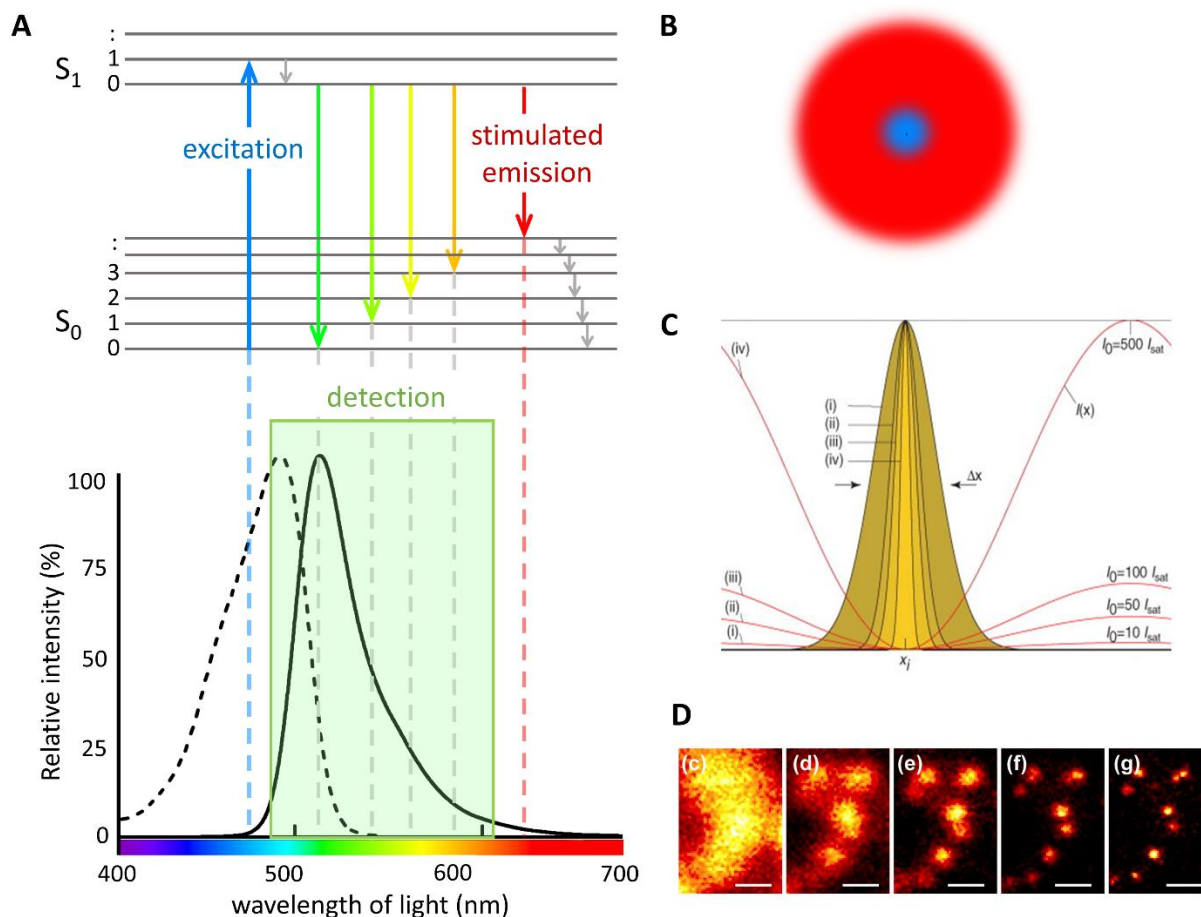 A
:
1
0
S1
excitation
stimulated
emission
:
3
2
1
0
S0
detection
100
75
50
25
0
Relative intensity (%)
400
500
600
700
wavelength of light (nm)
B
C
(iv)
(iii)
(ii)
(i)
(i)
(ii)
(iii)
(iv)
Δx
I0=500 Isat
I(x)
I0=100 Isat
I0=50 Isat
I0=10 Isat
xi
D
(c)
(d)
(e)
(f)
(g)